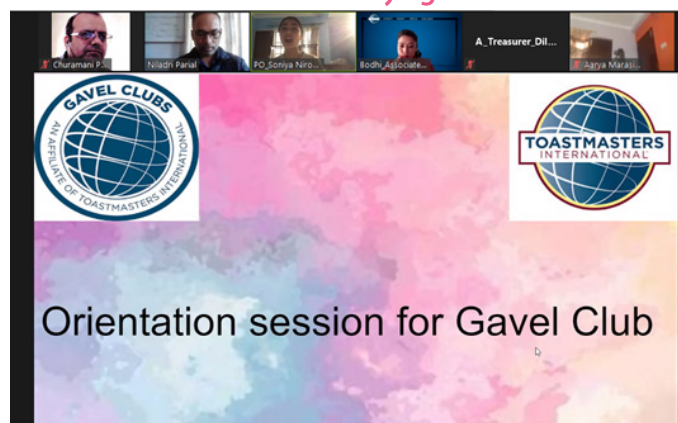 Churamani P...
Niladri Parial
PO_Soniya Niro...
Bodhi_Associate...
A_Treasurer_Dil...
Aarya Marasi...
GAVEL CLUBS
AN AFFILIATE OF TOASTMASTERS INTERNATIONAL
TOASTMASTERS
INTERNATIONAL
Orientation session for Gavel Club